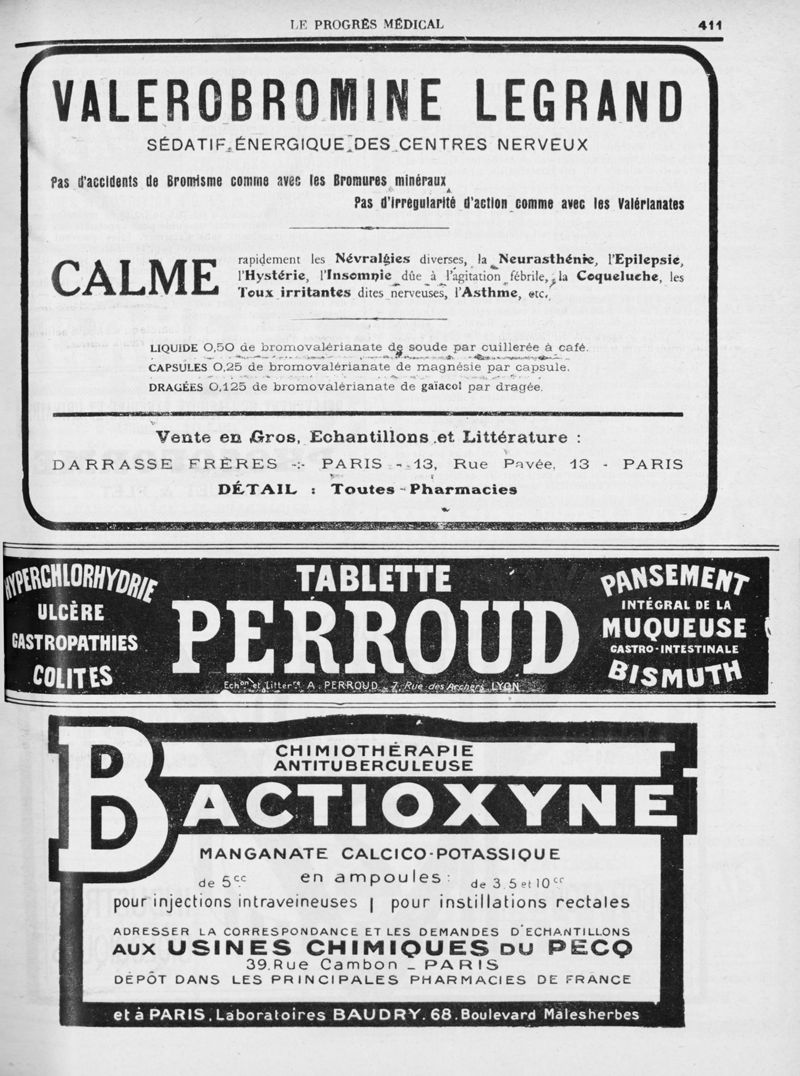 LE PROGRÈS MÉDICAL 411
VALEROBROMINE LEGRAND
SÉDATIF ÉNERGIQUE DES CENTRES NERVEUX
Pas d'accidents de Bromisme comme avec les Bromures minéraux
Pas d'irrégularité d'action comme avec les Valérianates
CALME
rapidement les Névralgies diverses, la Neurasthénie, l'Epilepsie,
l'Hystérie, l'Insomnie dûe à l'agitation fébrile, la Coqueluche, les
Toux irritantes dites nerveuses, l'Asthme, etc.
LIQUIDE 0,50 de bromovalérianate de soude par cuillerée à café.
CAPSULES 0,25 de bromovalérianate de magnésie par capsule.
DRAGÉES 0,125 de bromovalérianate de gaïacol par dragée.
Vente en Gros, Echantillons et Littérature :
DARRASSE FRÈRES -:- PARIS - 13, Rue Pavée, 13 - PARIS
DÉTAIL : Toutes Pharmacies
HYPERCHLORHYDRIE
ULCÈRE
GASTROPATHIES
COLITES
TABLETTE
PERROUD
Echon et Litterre A. PERROUD _ 7, Rue des Archers LYON
PANSEMENT
INTÉGRAL DE LA
MUQUEUSE
GASTRO-INTESTINALE
BISMUTH
CHIMIOTHÉRAPIE
ANTITUBERCULEUSE
BACTIOXYNE
MANGANATE CALCICO-POTASSIQUE
de 5cc en ampoules: de 3.5 et 10cc
pour injections intraveineuses | pour instillations rectales
ADRESSER LA CORRESPONDANCE ET LES DEMANDES D'ECHANTILLONS
AUX USINES CHIMIQUES DU PECQ
39.Rue Cambon _ PARIS
DÉPÔT DANS LES PRINCIPALES PHARMACIES DE FRANCE
et à PARIS. Laboratoires BAUDRY. 68. Boulevard Malesherbes